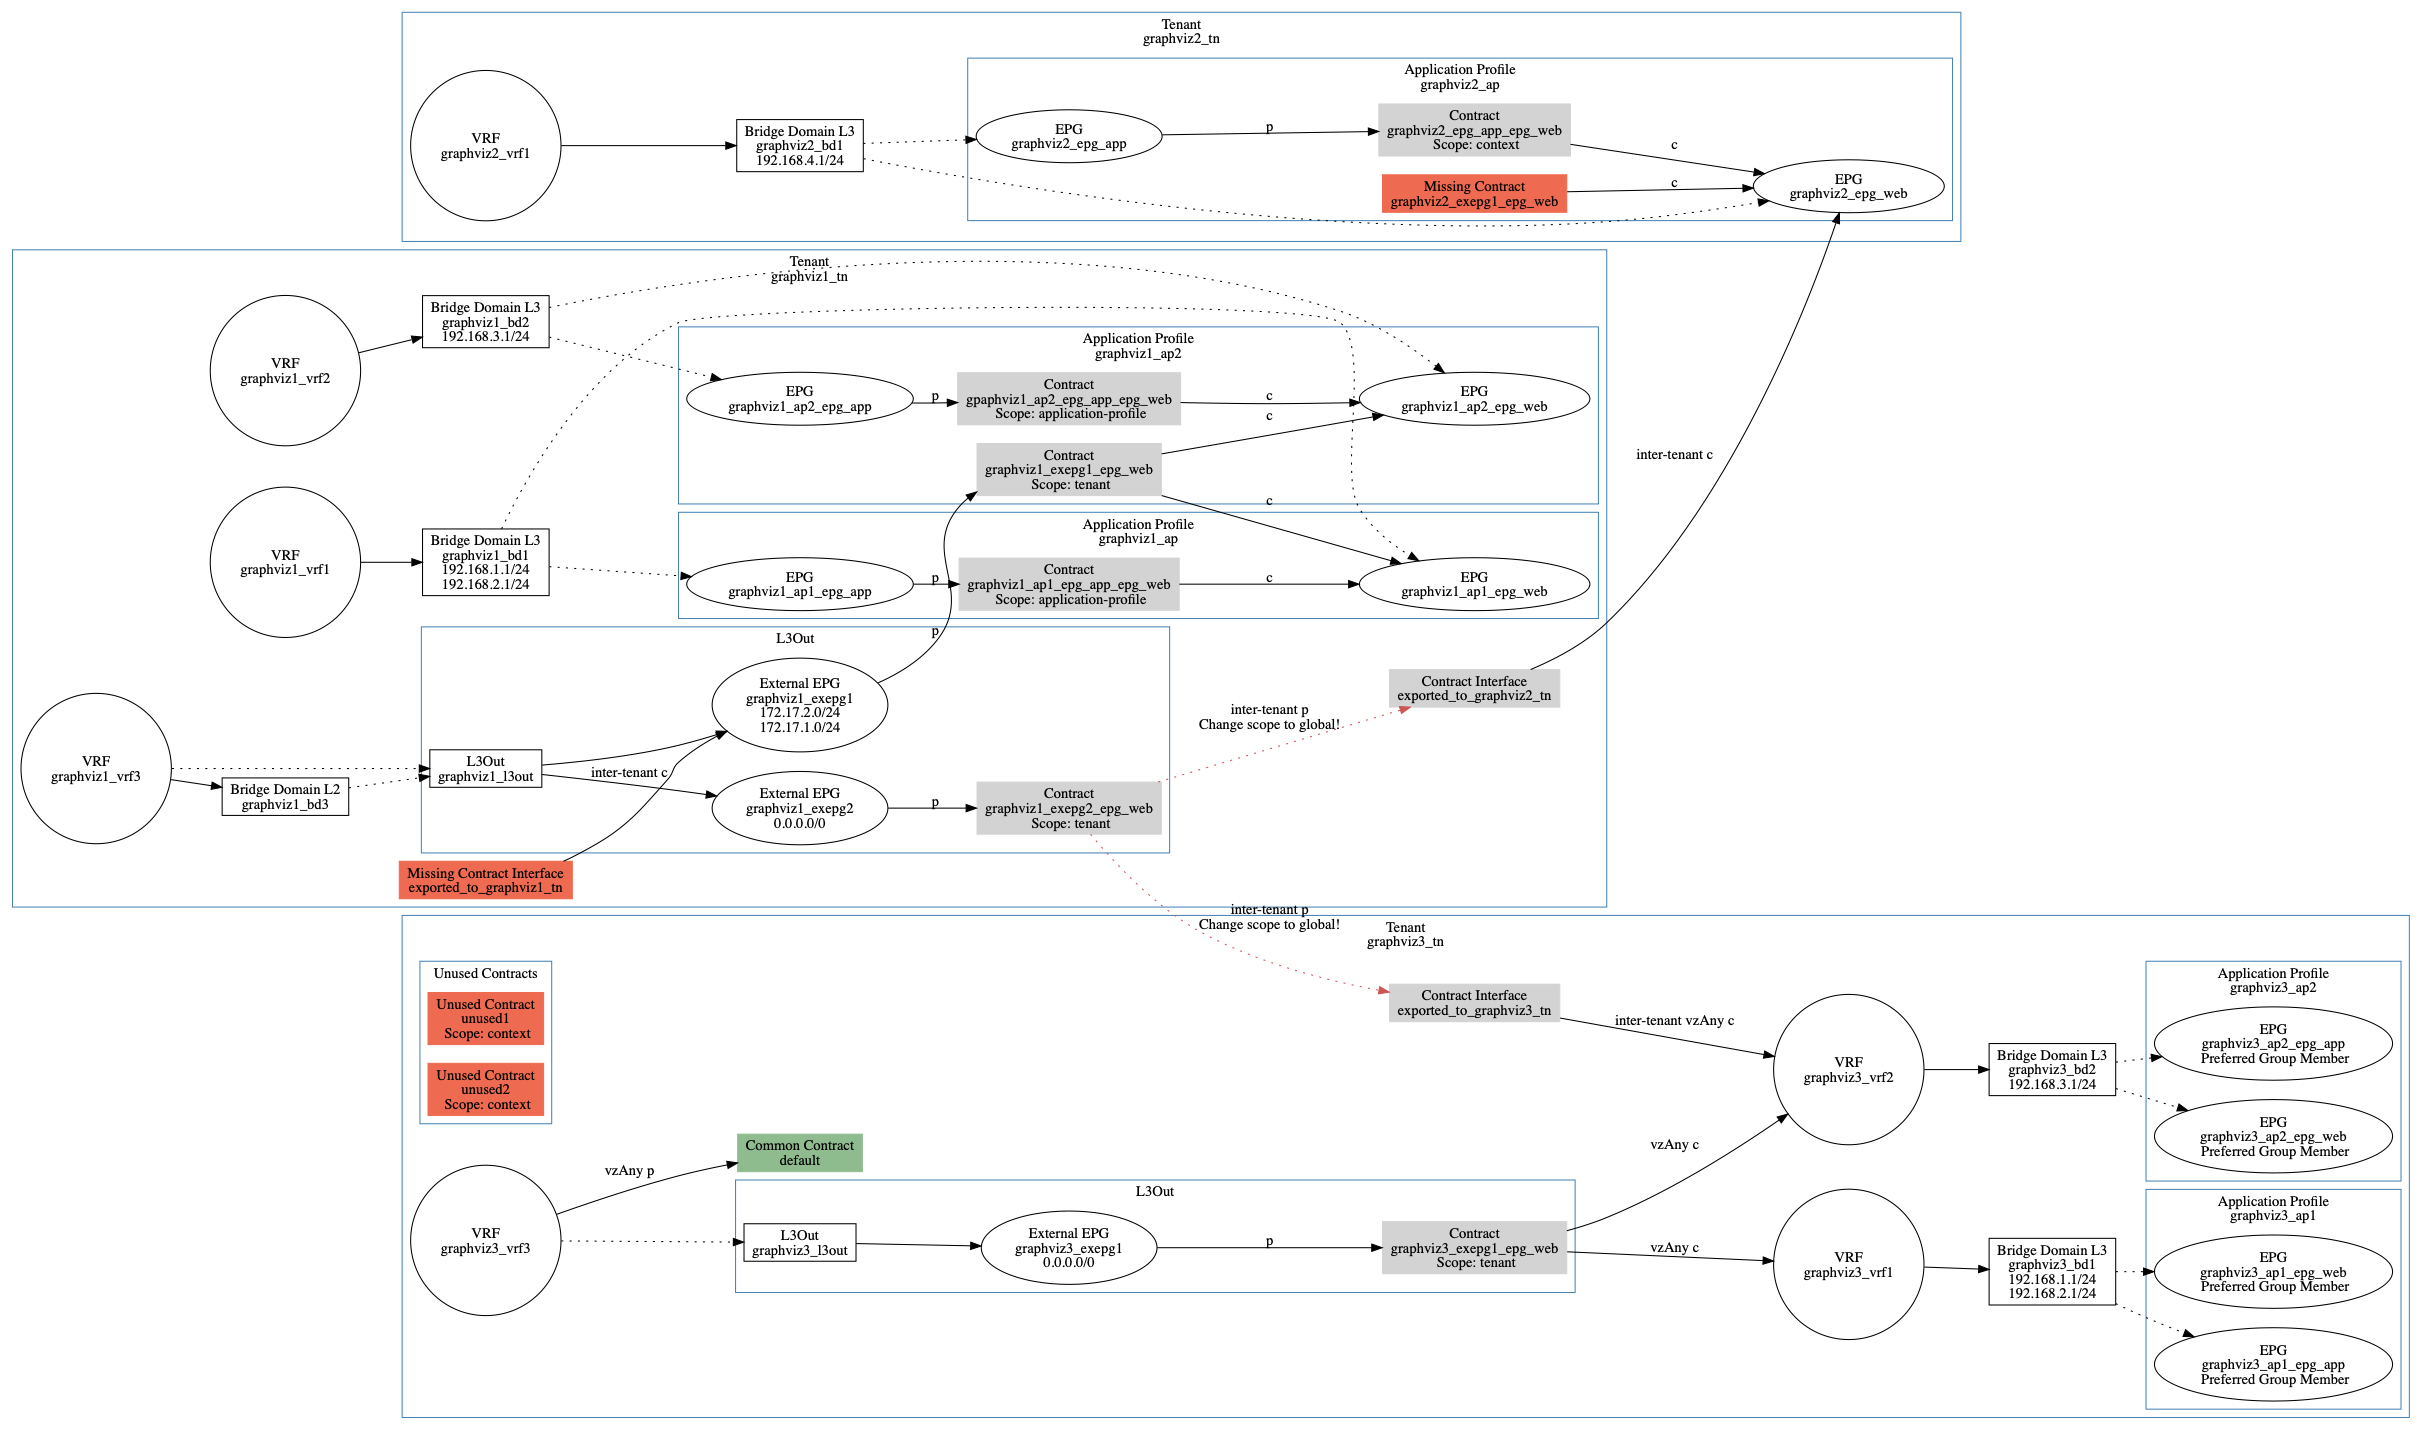 Tenant
graphviz2_tn
Application Profile
graphviz2_ap
VRF
graphviz2_vrf1
Bridge Domain L3
graphviz2_bd1
192.168.4.1/24
EPG
graphviz2_epg_app
p
Contract
graphviz2_epg_app_epg_web
Scope: context
c
Missing Contract
graphviz2_exepg1_epg_web
c
EPG
graphviz2_epg_web
Tenant
graphviz1_tn
VRF
graphviz1_vrf2
Bridge Domain L3
graphviz1_bd2
192.168.3.1/24
Application Profile
graphviz1_ap2
EPG
graphviz1_ap2_epg_app
p
Contract
gpaphviz1_ap2_epg_app_epg_web
Scope: application-profile
c
c
EPG
graphviz1_ap2_epg_web
Contract
graphviz1_exepg1_epg_web
Scope: tenant
c
inter-tenant c
VRF
graphviz1_vrf1
Bridge Domain L3
graphviz1_bd1
192.168.1.1/24
192.168.2.1/24
Application Profile
graphviz1_ap
EPG
graphviz1_ap1_epg_app
p
Contract
graphviz1_ap1_epg_app_epg_web
Scope: application-profile
c
EPG
graphviz1_ap1_epg_web
L3Out
p
External EPG
graphviz1_exepg1
172.17.2.0/24
172.17.1.0/24
Contract Interface
exported_to_graphviz2_tn
inter-tenant p
Change scope to global!
VRF
graphviz1_vrf3
Bridge Domain L2
graphviz1_bd3
L3Out
graphviz1_l3out
inter-tenant c
External EPG
graphviz1_exepg2
0.0.0.0/0
p
Contract
graphviz1_exepg2_epg_web
Scope: tenant
Missing Contract Interface
exported_to_graphviz1_tn
inter-tenant p
Change scope to global!
Tenant
graphviz3_tn
Unused Contracts
Unused Contract
unused1
Scope: context
Unused Contract
unused2
Scope: context
Contract Interface
exported_to_graphviz3_tn
inter-tenant vzAny c
VRF
graphviz3_vrf2
Bridge Domain L3
graphviz3_bd2
192.168.3.1/24
Application Profile
graphviz3_ap2
EPG
graphviz3_ap2_epg_app
Preferred Group Member
EPG
graphviz3_ap2_epg_web
Preferred Group Member
VRF
graphviz3_vrf3
vzAny p
Common Contract
default
L3Out
L3Out
graphviz3_l3out
External EPG
graphviz3_exepg1
0.0.0.0/0
p
Contract
graphviz3_exepg1_epg_web
Scope: tenant
vzAny c
vzAny c
VRF
graphviz3_vrf1
Bridge Domain L3
graphviz3_bd1
192.168.1.1/24
192.168.2.1/24
Application Profile
graphviz3_ap1
EPG
graphviz3_ap1_epg_web
Preferred Group Member
EPG
graphviz3_ap1_epg_app
Preferred Group Member